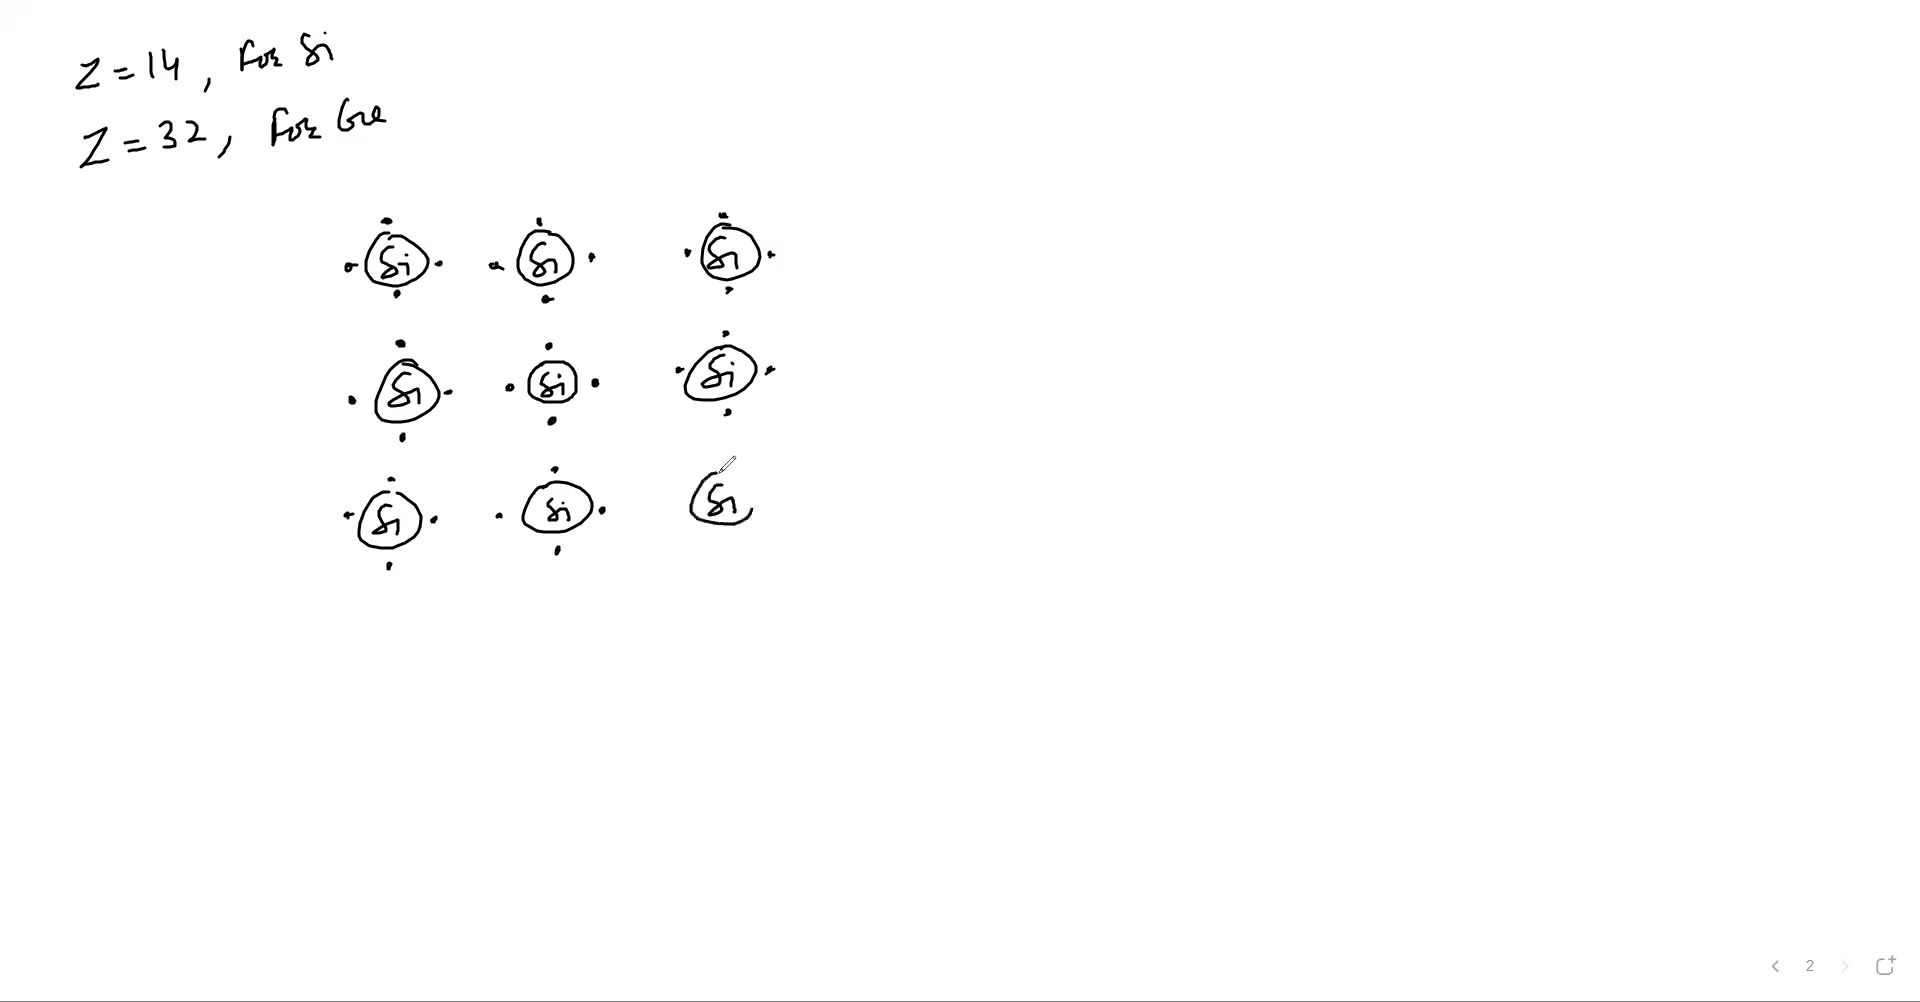 Z = 14 , For Si
Z = 32 , For Ge
Si Si Si
Si Si Si
Si Si Si
2